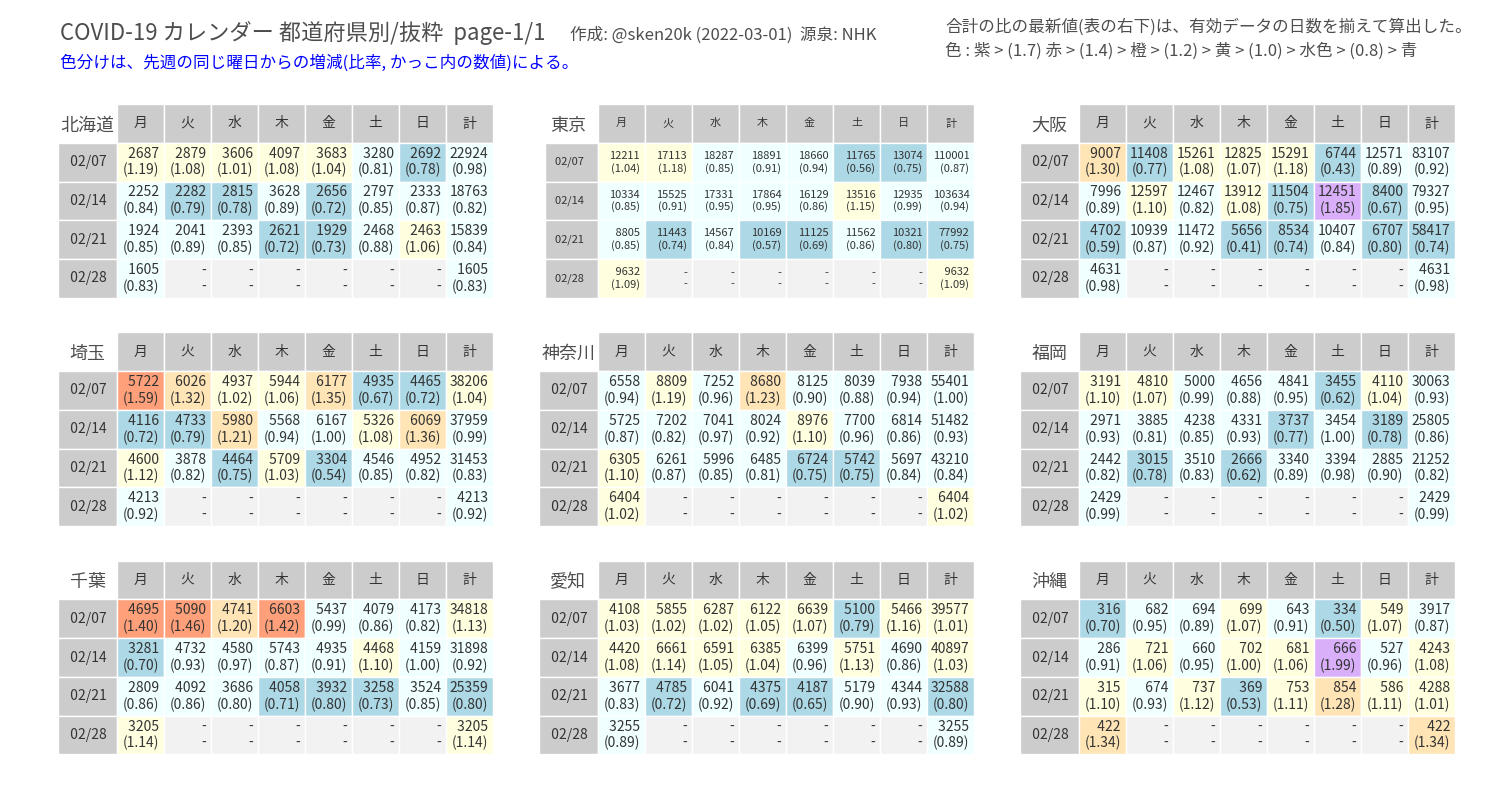 COVID-19 カレンダー 都道府県別/抜粋 page-1/1 作成: @sken20k (2022-03-01) 源泉: NHK
合計の比の最新値(表の右下)は、有効データの日数を揃えて算出した。
色分けは、先週の同じ曜日からの増減(比率, かっこ内の数値)による。
色 : 紫 > (1.7) 赤 > (1.4) > 橙 > (1.2) > 黄 > (1.0) > 水色 > (0.8) > 青
北海道 月 火 水 木 金 土 日 計
02/07 2687 2879 3606 4097 3683 3280 2692 22924
(1.19) (1.08) (1.01) (1.08) (1.04) (0.81) (0.78) (0.98)
02/14 2252 2282 2815 3628 2656 2797 2333 18763
(0.84) (0.79) (0.78) (0.89) (0.72) (0.85) (0.87) (0.82)
02/21 1924 2041 2393 2621 1929 2468 2463 15839
(0.85) (0.89) (0.85) (0.72) (0.73) (0.88) (1.06) (0.84)
02/28 1605 - - - - - - 1605
(0.83) - - - - - - (0.83)
東京 月 火 水 木 金 土 日 計
02/07 12211 17113 18287 18891 18660 11765 13074 110001
(1.04) (1.18) (0.85) (0.91) (0.94) (0.56) (0.75) (0.87)
02/14 10334 15525 17331 17864 16129 13516 12935 103634
(0.85) (0.91) (0.95) (0.95) (0.86) (1.15) (0.99) (0.94)
02/21 8805 11443 14567 10169 11125 11562 10321 77992
(0.85) (0.74) (0.84) (0.57) (0.69) (0.86) (0.80) (0.75)
02/28 9632 - - - - - - 9632
(1.09) - - - - - - (1.09)
大阪 月 火 水 木 金 土 日 計
02/07 9007 11408 15261 12825 15291 6744 12571 83107
(1.30) (0.77) (1.08) (1.07) (1.18) (0.43) (0.89) (0.92)
02/14 7996 12597 12467 13912 11504 12451 8400 79327
(0.89) (1.10) (0.82) (1.08) (0.75) (1.85) (0.67) (0.95)
02/21 4702 10939 11472 5656 8534 10407 6707 58417
(0.59) (0.87) (0.92) (0.41) (0.74) (0.84) (0.80) (0.74)
02/28 4631 - - - - - - 4631
(0.98) - - - - - - (0.98)
埼玉 月 火 水 木 金 土 日 計
02/07 5722 6026 4937 5944 6177 4935 4465 38206
(1.59) (1.32) (1.02) (1.06) (1.35) (0.67) (0.72) (1.04)
02/14 4116 4733 5980 5568 6167 5326 6069 37959
(0.72) (0.79) (1.21) (0.94) (1.00) (1.08) (1.36) (0.99)
02/21 4600 3878 4464 5709 3304 4546 4952 31453
(1.12) (0.82) (0.75) (1.03) (0.54) (0.85) (0.82) (0.83)
02/28 4213 - - - - - - 4213
(0.92) - - - - - - (0.92)
神奈川 月 火 水 木 金 土 日 計
02/07 6558 8809 7252 8680 8125 8039 7938 55401
(0.94) (1.19) (0.96) (1.23) (0.90) (0.88) (0.94) (1.00)
02/14 5725 7202 7041 8024 8976 7700 6814 51482
(0.87) (0.82) (0.97) (0.92) (1.10) (0.96) (0.86) (0.93)
02/21 6305 6261 5996 6485 6724 5742 5697 43210
(1.10) (0.87) (0.85) (0.81) (0.75) (0.75) (0.84) (0.84)
02/28 6404 - - - - - - 6404
(1.02) - - - - - - (1.02)
福岡 月 火 水 木 金 土 日 計
02/07 3191 4810 5000 4656 4841 3455 4110 30063
(1.10) (1.07) (0.99) (0.88) (0.95) (0.62) (1.04) (0.93)
02/14 2971 3885 4238 4331 3737 3454 3189 25805
(0.93) (0.81) (0.85) (0.93) (0.77) (1.00) (0.78) (0.86)
02/21 2442 3015 3510 2666 3340 3394 2885 21252
(0.82) (0.78) (0.83) (0.62) (0.89) (0.98) (0.90) (0.82)
02/28 2429 - - - - - - 2429
(0.99) - - - - - - (0.99)
千葉 月 火 水 木 金 土 日 計
02/07 4695 5090 4741 6603 5437 4079 4173 34818
(1.40) (1.46) (1.20) (1.42) (0.99) (0.86) (0.82) (1.13)
02/14 3281 4732 4580 5743 4935 4468 4159 31898
(0.70) (0.93) (0.97) (0.87) (0.91) (1.10) (1.00) (0.92)
02/21 2809 4092 3686 4058 3932 3258 3524 25359
(0.86) (0.86) (0.80) (0.71) (0.80) (0.73) (0.85) (0.80)
02/28 3205 - - - - - - 3205
(1.14) - - - - - - (1.14)
愛知 月 火 水 木 金 土 日 計
02/07 4108 5855 6287 6122 6639 5100 5466 39577
(1.03) (1.02) (1.02) (1.05) (1.07) (0.79) (1.16) (1.01)
02/14 4420 6661 6591 6385 6399 5751 4690 40897
(1.08) (1.14) (1.05) (1.04) (0.96) (1.13) (0.86) (1.03)
02/21 3677 4785 6041 4375 4187 5179 4344 32588
(0.83) (0.72) (0.92) (0.69) (0.65) (0.90) (0.93) (0.80)
02/28 3255 - - - - - - 3255
(0.89) - - - - - - (0.89)
沖縄 月 火 水 木 金 土 日 計
02/07 316 682 694 699 643 334 549 3917
(0.70) (0.95) (0.89) (1.07) (0.91) (0.50) (1.07) (0.87)
02/14 286 721 660 702 681 666 527 4243
(0.91) (1.06) (0.95) (1.00) (1.06) (1.99) (0.96) (1.08)
02/21 315 674 737 369 753 854 586 4288
(1.10) (0.93) (1.12) (0.53) (1.11) (1.28) (1.11) (1.01)
02/28 422 - - - - - - 422
(1.34) - - - - - - (1.34)